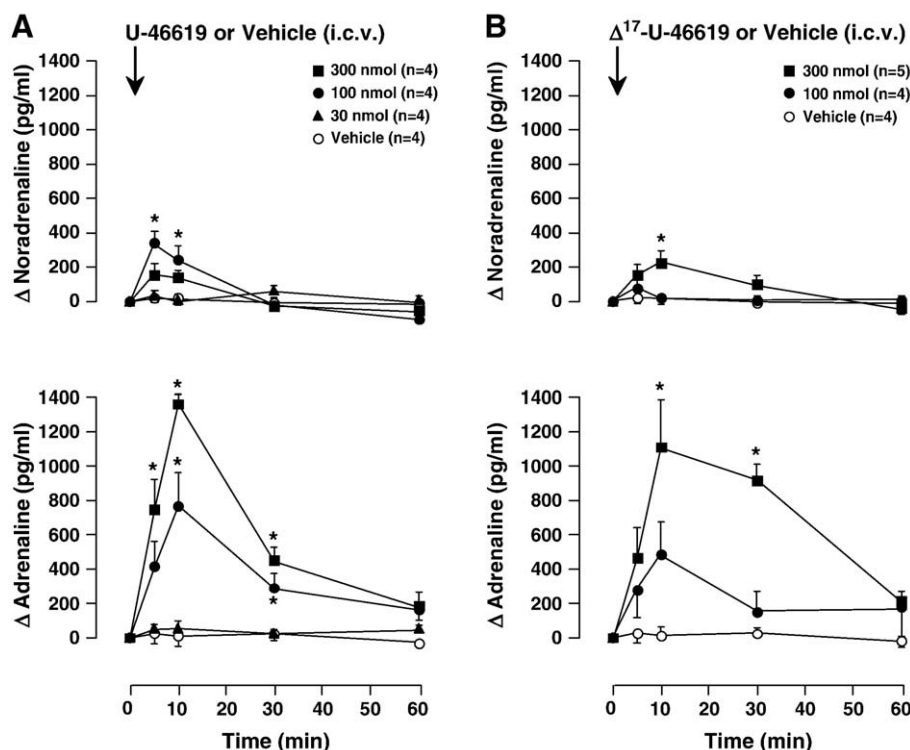 A
U-46619 or Vehicle (i.c.v.)
1400
1200
1000
800
600
400
200
0
Δ Noradrenaline (pg/ml)
300 nmol (n=4)
100 nmol (n=4)
30 nmol (n=4)
Vehicle (n=4)
*
*
1400
1200
1000
800
600
400
200
0
Δ Adrenaline (pg/ml)
*
*
*
*
*
0 10 20 30 40 50 60
Time (min)
B
Δ¹⁷-U-46619 or Vehicle (i.c.v.)
1400
1200
1000
800
600
400
200
0
Δ Noradrenaline (pg/ml)
300 nmol (n=5)
100 nmol (n=4)
Vehicle (n=4)
*
1400
1200
1000
800
600
400
200
0
Δ Adrenaline (pg/ml)
*
*
0 10 20 30 40 50 60
Time (min)